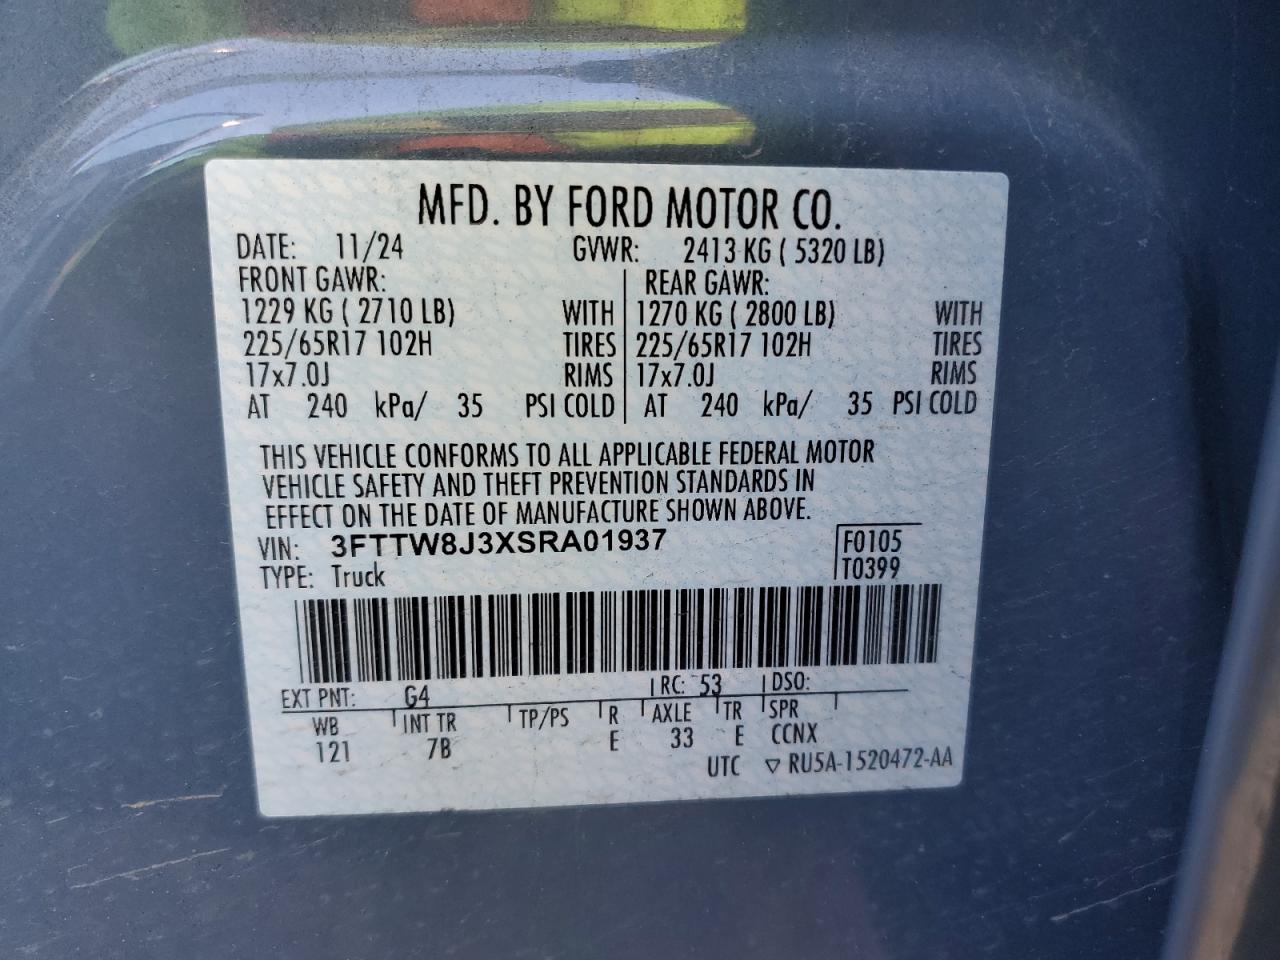 MFD. BY FORD MOTOR CO.
DATE: 11/24 GVWR: 2413 KG ( 5320 LB)
FRONT GAWR: REAR GAWR:
1229 KG ( 2710 LB) WITH 1270 KG ( 2800 LB) WITH
225/65R17 102H TIRES 225/65R17 102H TIRES
17x7.0J RIMS 17x7.0J RIMS
AT 240 kPa/ 35 PSI COLD AT 240 kPa/ 35 PSI COLD
THIS VEHICLE CONFORMS TO ALL APPLICABLE FEDERAL MOTOR
VEHICLE SAFETY AND THEFT PREVENTION STANDARDS IN
EFFECT ON THE DATE OF MANUFACTURE SHOWN ABOVE.
VIN: 3FTTW8J3XSRA01937 F0105
TYPE: Truck T0399
EXT PNT: G4 RC: 53 DSO:
WB INT TR TP/PS R AXLE TR SPR
121 7B E 33 E CCNX
UTC ▽ RU5A-1520472-AA